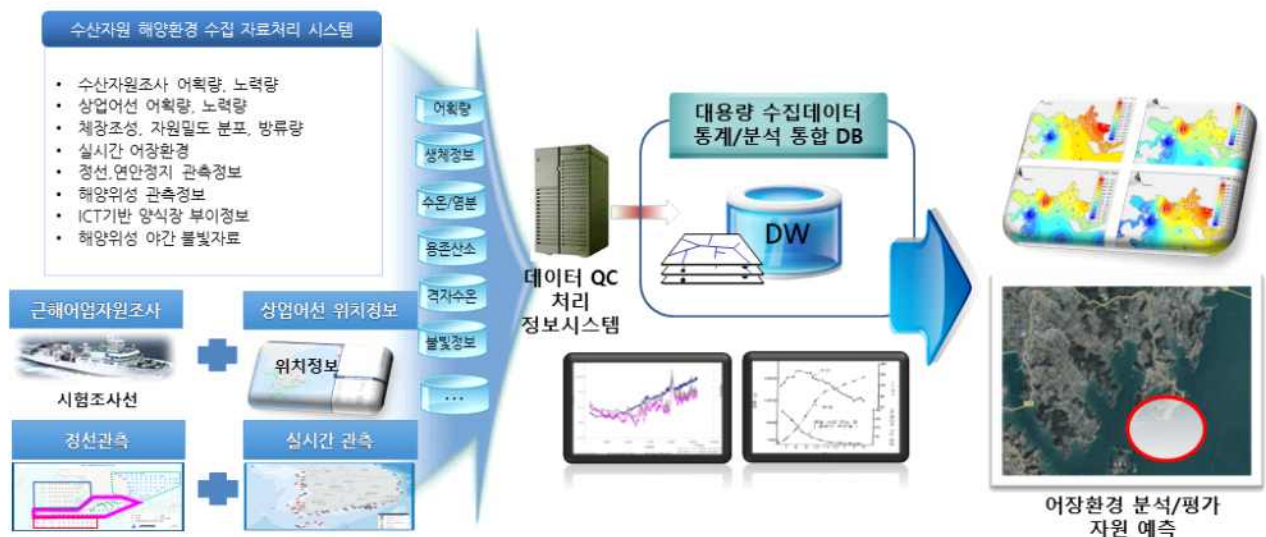 수산자원 해양환경 수집 자료처리 시스템
• 수산자원조사 어획량, 노력량
• 상업어선 어획량, 노력량
• 체장조성, 자원밀도 분포, 방류량
• 실시간 어장환경
• 정선,연안정지 관측정보
• 해양위성 관측정보
• ICT기반 양식장 부이정보
• 해양위성 야간 불빛자료
근해어업자원조사
상업어선 위치정보
위치정보
시험조사선
정선관측
실시간 관측
어획량
생체정보
수온/염분
용존산소
격자수온
불빛정보
...
데이터 QC
처리
정보시스템
대용량 수집데이터
통계/분석 통합 DB
DW
어장환경 분석/평가
자원 예측